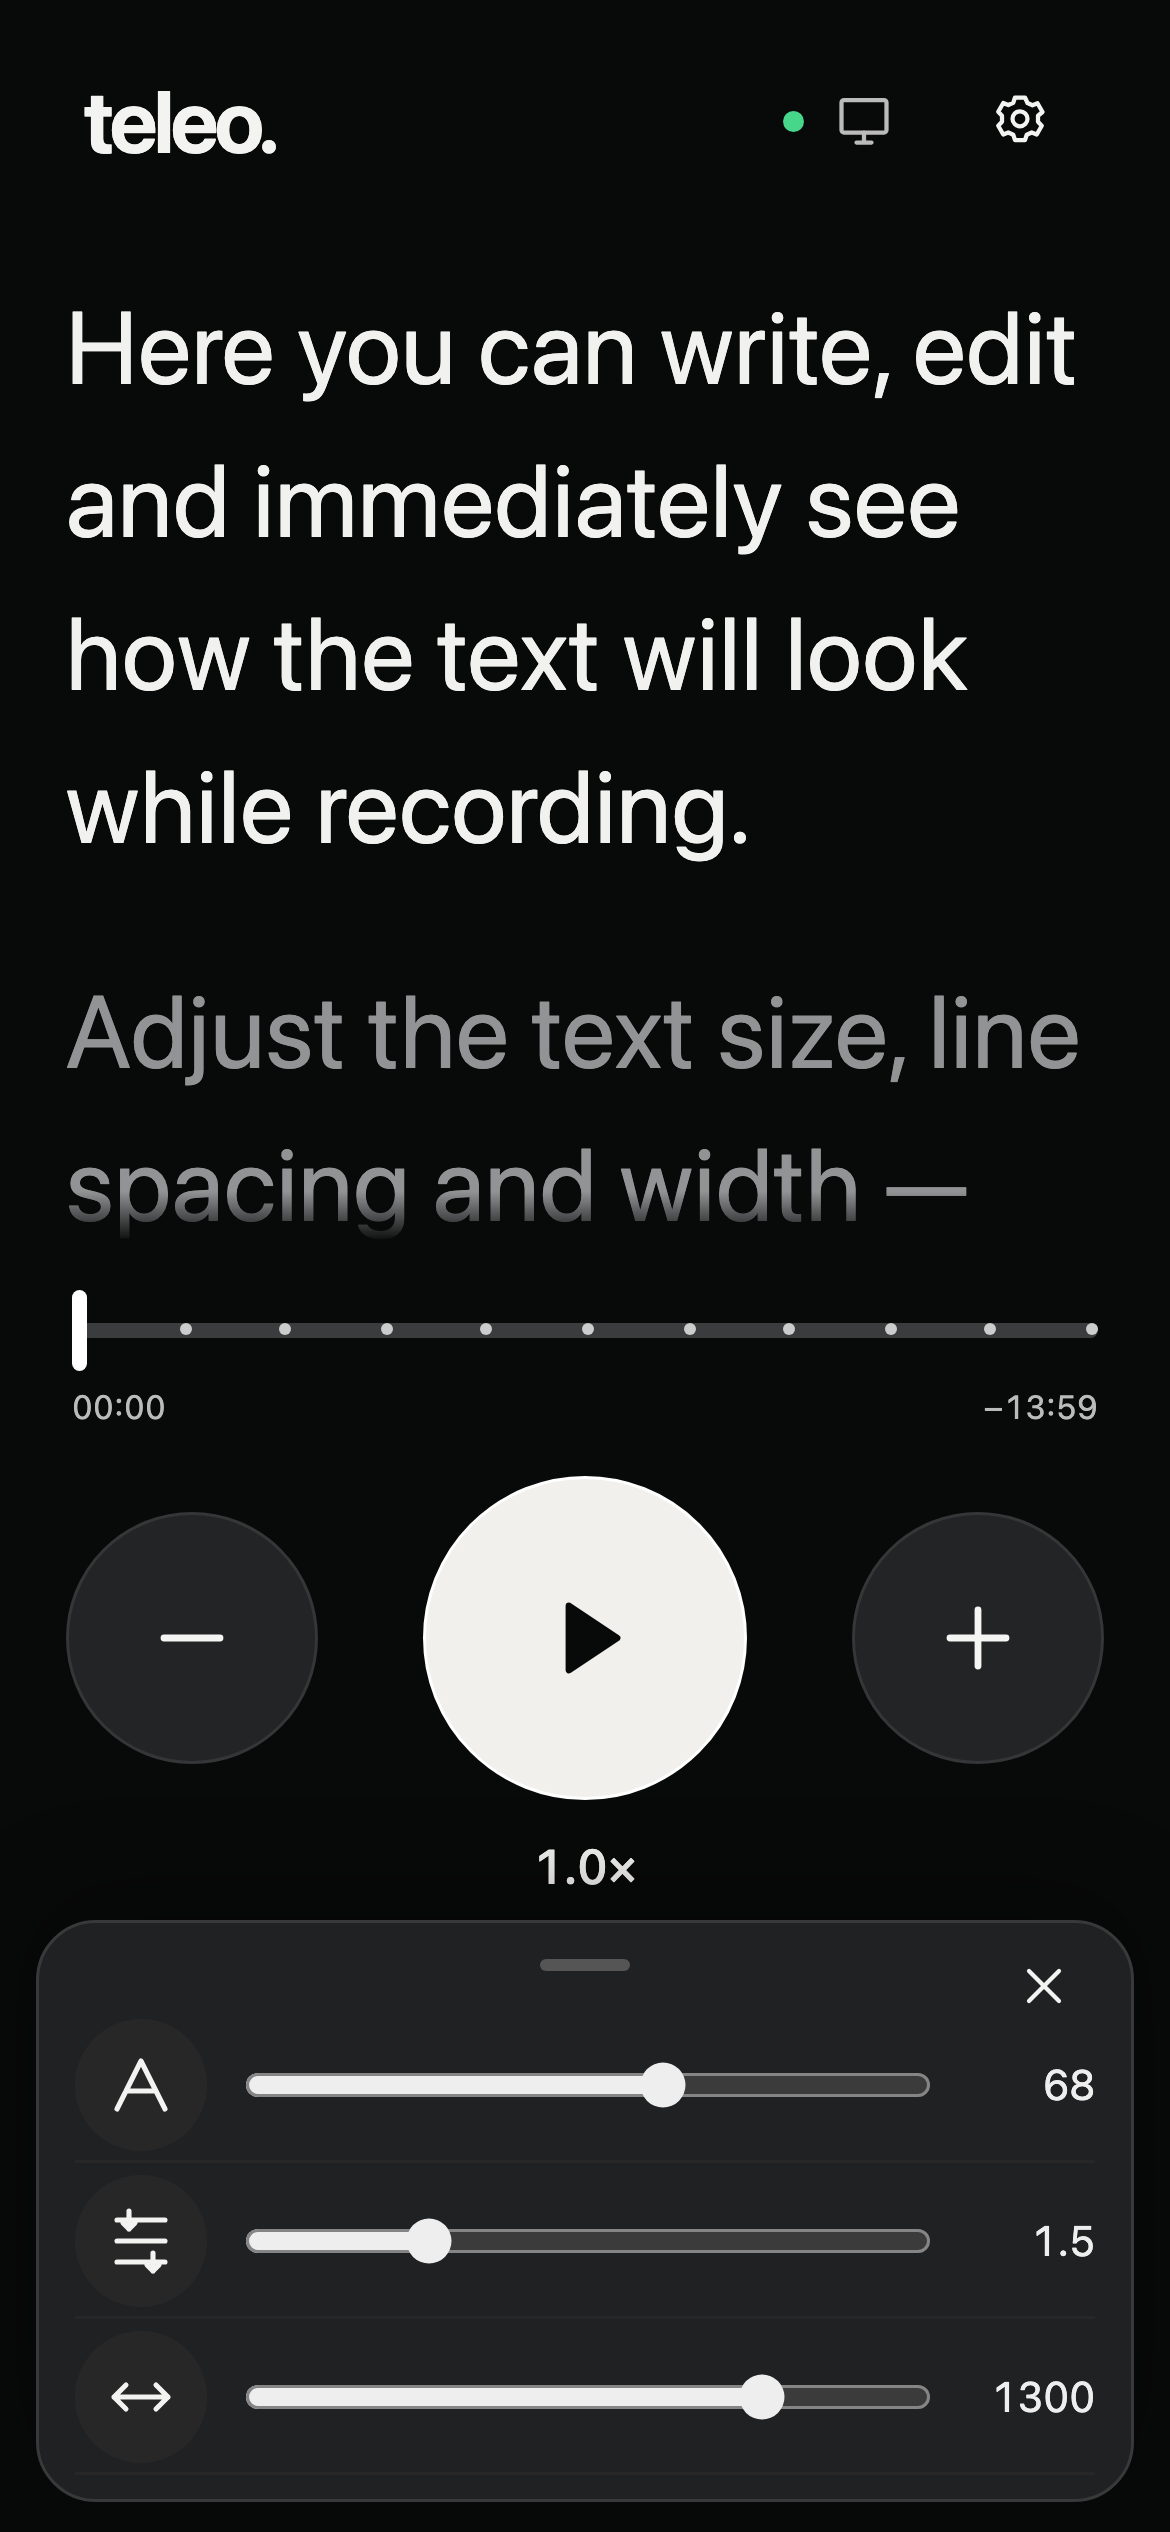 teleo.
Here you can write, edit
and immediately see
how the text will look
while recording.
Adjust the text size, line
spacing and width —
00:00
–13:59
1.0×
68
1.5
1300